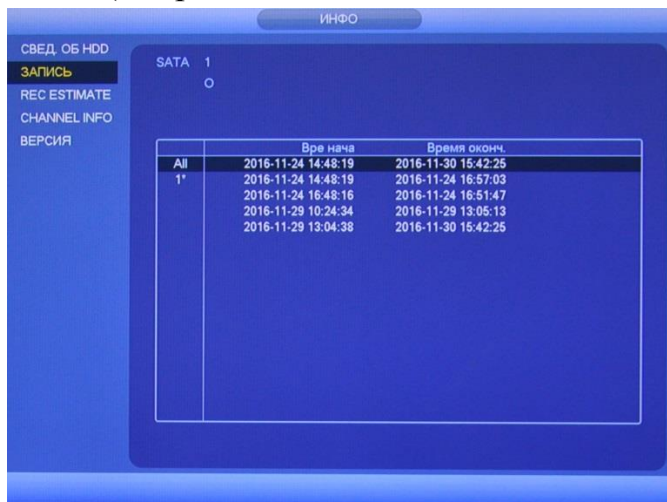 ИНФО
СВЕД. ОБ HDD
ЗАПИСЬ
REC ESTIMATE
CHANNEL INFO
ВЕРСИЯ
SATA 1
O
Вре нача Время оконч.
All 2016-11-24 14:48:19 2016-11-30 15:42:25
1* 2016-11-24 14:48:19 2016-11-24 16:57:03
2016-11-24 16:48:16 2016-11-24 16:51:47
2016-11-29 10:24:34 2016-11-29 13:05:13
2016-11-29 13:04:38 2016-11-30 15:42:25